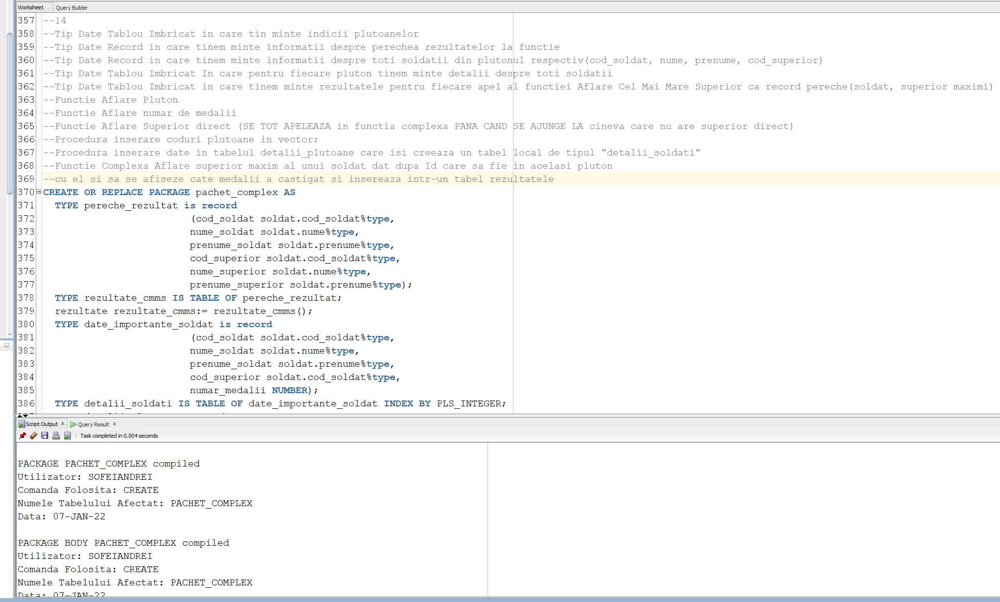 Worksheet Query Builder
357 --14
358 --Tip Date Tablou Imbricat in care tin minte indicii plutoanelor
359 --Tip Date Record in care tinem minte informatii despre perechea rezultatelor la functie
360 --Tip Date Record in care tinem minte informatii despre toti soldatii din plutonul respectiv(cod_soldat, nume, prenume, cod_superior)
361 --Tip Date Tablou Imbricat In care pentru fiecare pluton tinem minte detalii despre toti soldatii
362 --Tip Date Tablou Imbricat in care tinem minte rezultatele pentru fiecare apel al functiei Aflare Cel Mai Mare Superior ca record pereche(soldat, superior maximi)
363 --Functie Aflare Pluton
364 --Functie Aflare numar de medalii
365 --Functie Aflare Superior direct (SE TOT APELEAZA in functia complexa PANA CAND SE AJUNGE LA cineva care nu are superior direct)
366 --Procedura inserare coduri plutoane in vector;
367 --Procedura inserare date in tabelul detalii_plutoane care isi creeaza un tabel local de tipul "detalii_soldati"
368 --Functie Complexa Aflare superior maxim al unui soldat dat dupa Id care sa fie in acelasi pluton
369 --cu el si sa se afiseze cate medalii a castigat si insereaza intr-un tabel rezultatele
370 CREATE OR REPLACE PACKAGE pachet_complex AS
371 TYPE pereche_rezultat is record
372 (cod_soldat soldat.cod_soldat%type,
373 nume_soldat soldat.nume%type,
374 prenume_soldat soldat.prenume%type,
375 cod_superior soldat.cod_soldat%type,
376 nume_superior soldat.nume%type,
377 prenume_superior soldat.prenume%type);
378 TYPE rezultate_cmms IS TABLE OF pereche_rezultat;
379 rezultate rezultate_cmms:= rezultate_cmms();
380 TYPE date_importante_soldat is record
381 (cod_soldat soldat.cod_soldat%type,
382 nume_soldat soldat.nume%type,
383 prenume_soldat soldat.prenume%type,
384 cod_superior soldat.cod_soldat%type,
385 numar_medalii NUMBER);
386 TYPE detalii_soldati IS TABLE OF date_importante_soldat INDEX BY PLS_INTEGER;
Script Output x Query Result x
Task completed in 0.004 seconds
PACKAGE PACHET_COMPLEX compiled
Utilizator: SOFEIANDREI
Comanda Folosita: CREATE
Numele Tabelului Afectat: PACHET_COMPLEX
Data: 07-JAN-22
PACKAGE BODY PACHET_COMPLEX compiled
Utilizator: SOFEIANDREI
Comanda Folosita: CREATE
Numele Tabelului Afectat: PACHET_COMPLEX
Data: 07-JAN-22